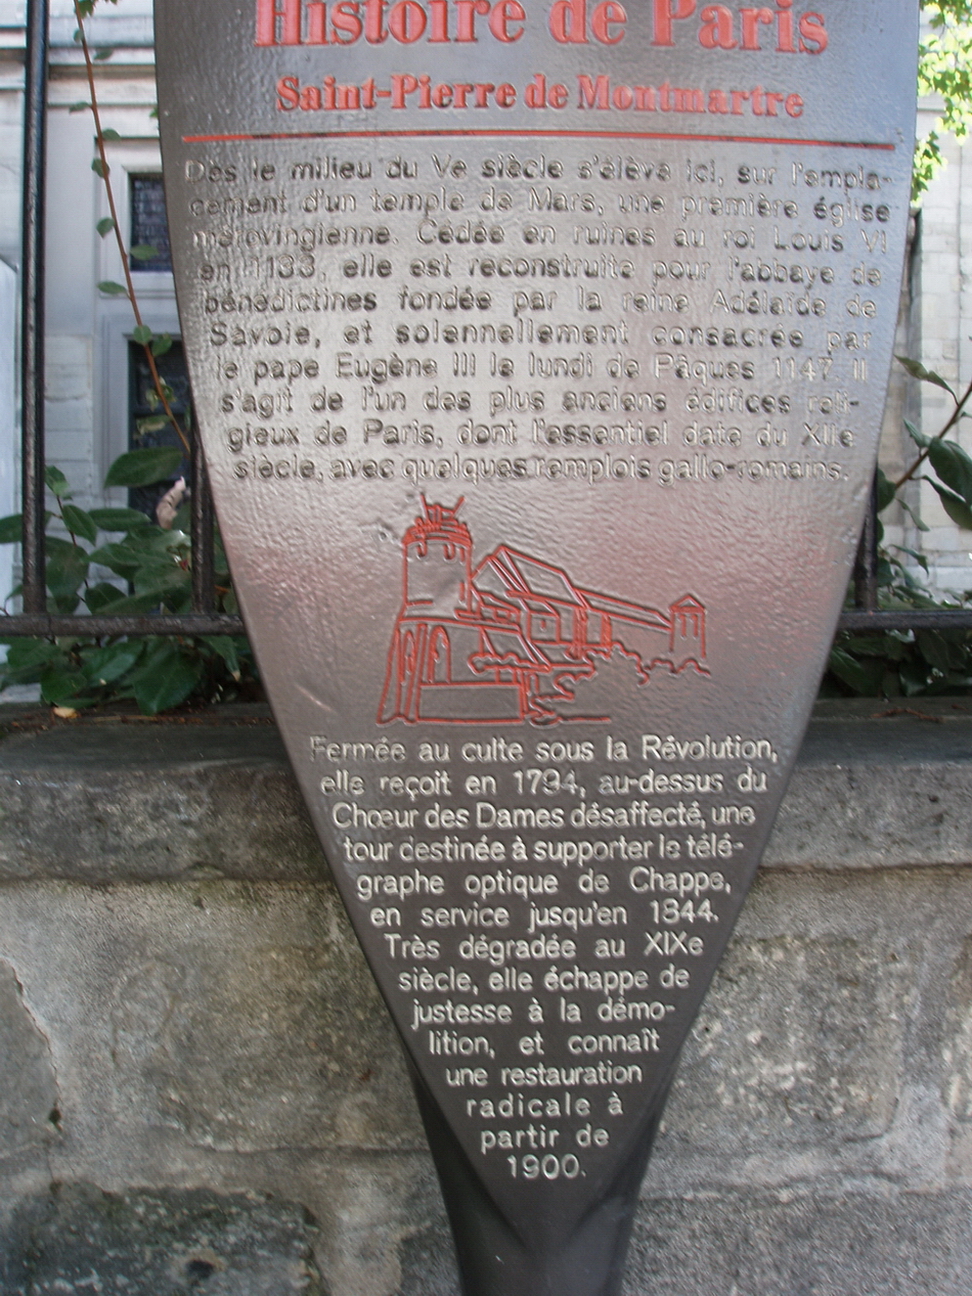 Histoire de Paris
Saint-Pierre de Montmartre
Dès le milieu du Ve siècle s'élève ici, sur l'empla-
cement d'un temple de Mars, une première église
mérovingienne. Cédée en ruines au roi Louis VI
en 1133, elle est reconstruite pour l'abbaye de
bénédictines fondée par la reine Adélaïde de
Savoie, et solennellement consacrée par
le pape Eugène III le lundi de Pâques 1147. Il
s'agit de l'un des plus anciens édifices reli-
gieux de Paris, dont l'essentiel date du XIIe
siècle, avec quelques remplois gallo-romains.
Fermée au culte sous la Révolution,
elle reçoit en 1794, au-dessus du
Chœur des Dames désaffecté, une
tour destinée à supporter le télé-
graphe optique de Chappe,
en service jusqu'en 1844.
Très dégradée au XIXe
siècle, elle échappe de
justesse à la démo-
lition, et connaît
une restauration
radicale à
partir de
1900.